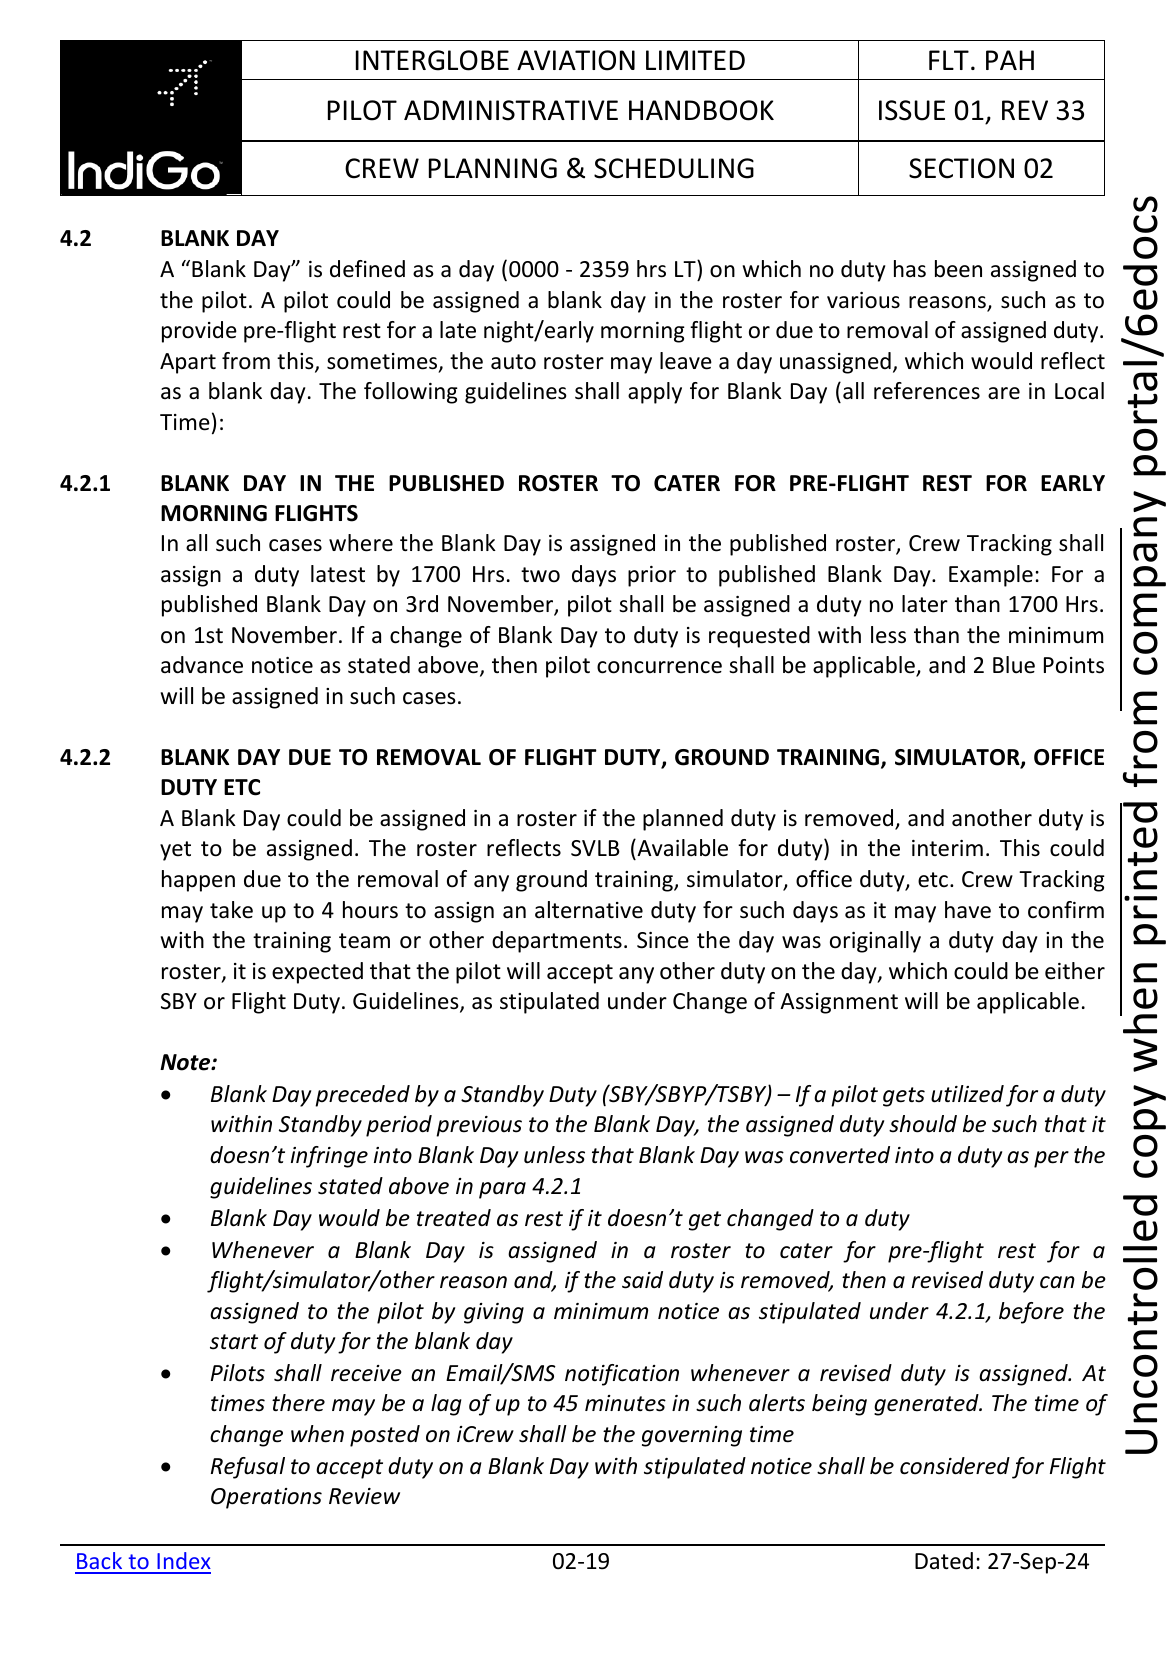 INTERGLOBE AVIATION LIMITED
FLT. PAH
PILOT ADMINISTRATIVE HANDBOOK
ISSUE 01, REV 33
IndiGo
CREW PLANNING & SCHEDULING
SECTION 02
4.2 BLANK DAY
A “Blank Day” is defined as a day (0000 - 2359 hrs LT) on which no duty has been assigned to
the pilot. A pilot could be assigned a blank day in the roster for various reasons, such as to
provide pre-flight rest for a late night/early morning flight or due to removal of assigned duty.
Apart from this, sometimes, the auto roster may leave a day unassigned, which would reflect
as a blank day. The following guidelines shall apply for Blank Day (all references are in Local
Time):
4.2.1 BLANK DAY IN THE PUBLISHED ROSTER TO CATER FOR PRE-FLIGHT REST FOR EARLY
MORNING FLIGHTS
In all such cases where the Blank Day is assigned in the published roster, Crew Tracking shall
assign a duty latest by 1700 Hrs. two days prior to published Blank Day. Example: For a
published Blank Day on 3rd November, pilot shall be assigned a duty no later than 1700 Hrs.
on 1st November. If a change of Blank Day to duty is requested with less than the minimum
advance notice as stated above, then pilot concurrence shall be applicable, and 2 Blue Points
will be assigned in such cases.
4.2.2 BLANK DAY DUE TO REMOVAL OF FLIGHT DUTY, GROUND TRAINING, SIMULATOR, OFFICE
DUTY ETC
A Blank Day could be assigned in a roster if the planned duty is removed, and another duty is
yet to be assigned. The roster reflects SVLB (Available for duty) in the interim. This could
happen due to the removal of any ground training, simulator, office duty, etc. Crew Tracking
may take up to 4 hours to assign an alternative duty for such days as it may have to confirm
with the training team or other departments. Since the day was originally a duty day in the
roster, it is expected that the pilot will accept any other duty on the day, which could be either
SBY or Flight Duty. Guidelines, as stipulated under Change of Assignment will be applicable.
Note:
• Blank Day preceded by a Standby Duty (SBY/SBYP/TSBY) – If a pilot gets utilized for a duty
within Standby period previous to the Blank Day, the assigned duty should be such that it
doesn’t infringe into Blank Day unless that Blank Day was converted into a duty as per the
guidelines stated above in para 4.2.1
• Blank Day would be treated as rest if it doesn’t get changed to a duty
• Whenever a Blank Day is assigned in a roster to cater for pre-flight rest for a
flight/simulator/other reason and, if the said duty is removed, then a revised duty can be
assigned to the pilot by giving a minimum notice as stipulated under 4.2.1, before the
start of duty for the blank day
• Pilots shall receive an Email/SMS notification whenever a revised duty is assigned. At
times there may be a lag of up to 45 minutes in such alerts being generated. The time of
change when posted on iCrew shall be the governing time
• Refusal to accept duty on a Blank Day with stipulated notice shall be considered for Flight
Operations Review
Back to Index
02-19
Dated: 27-Sep-24
Uncontrolled copy when printed from company portal/6edocs